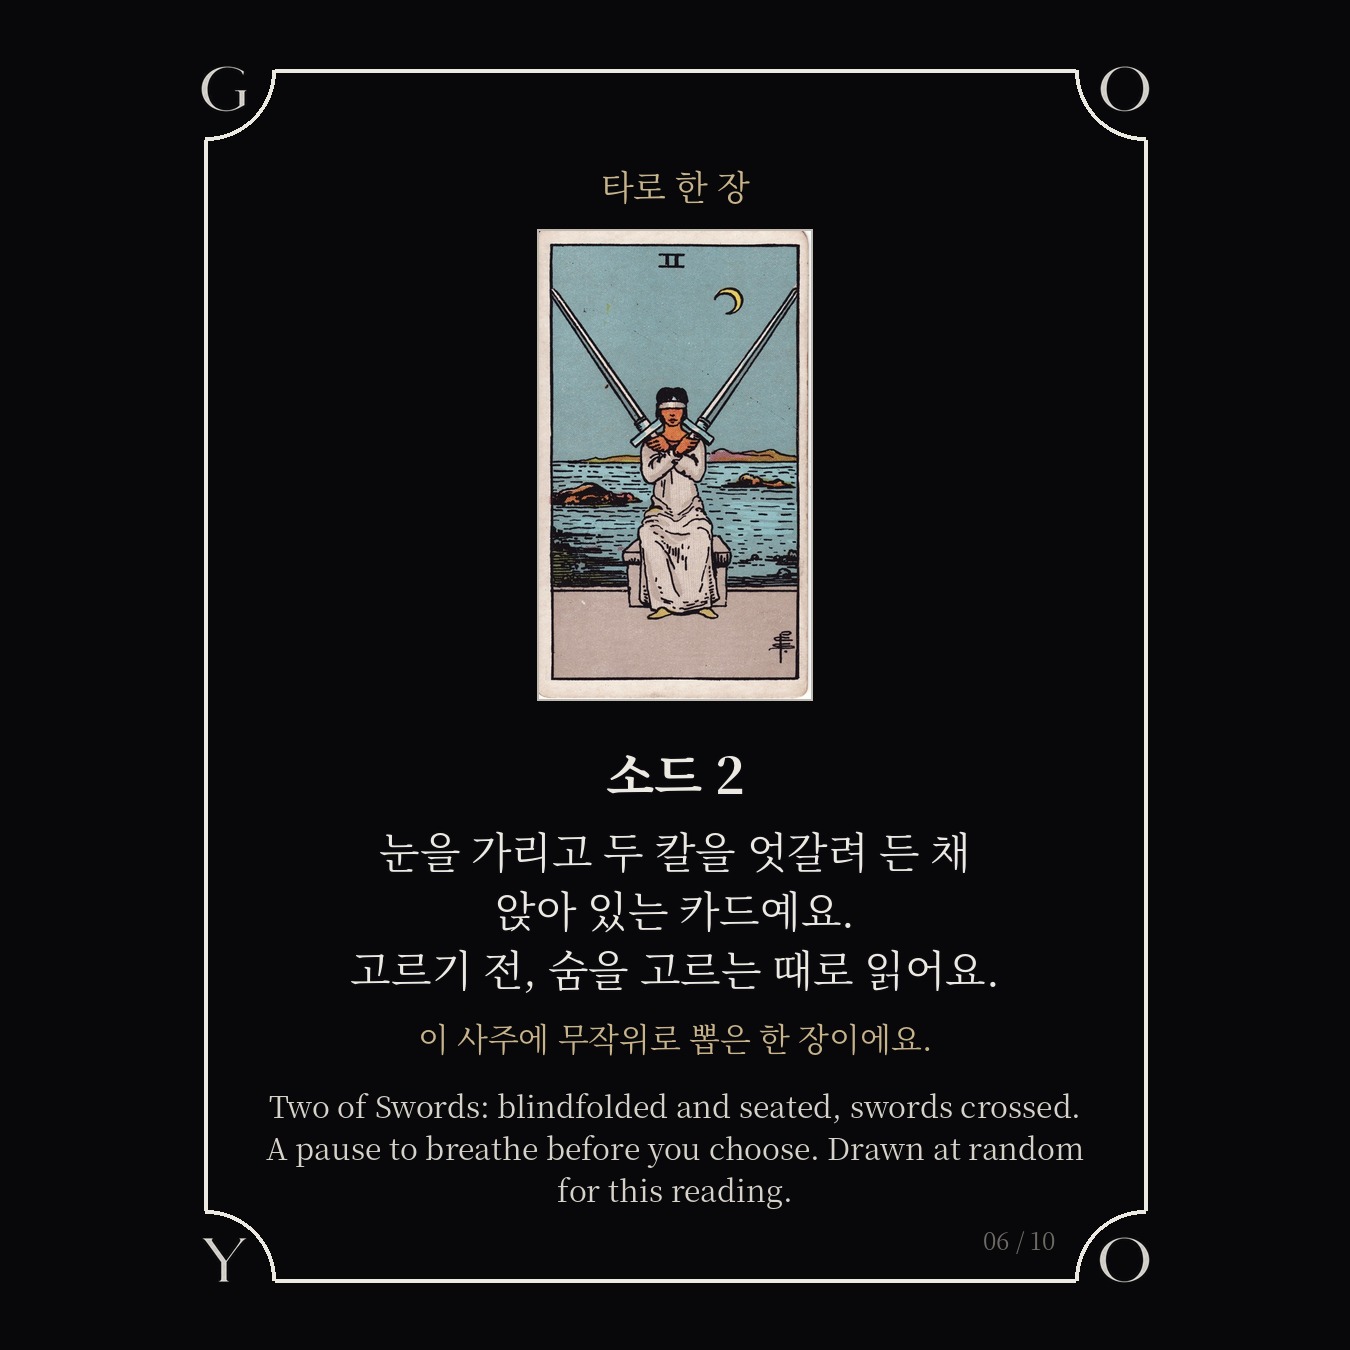 G O
타로 한 장
II
소드 2
눈을 가리고 두 칼을 엇갈려 든 채
앉아 있는 카드예요.
고르기 전, 숨을 고르는 때로 읽어요.
이 사주에 무작위로 뽑은 한 장이에요.
Two of Swords: blindfolded and seated, swords crossed.
A pause to breathe before you choose. Drawn at random
for this reading.
06 / 10
Y O